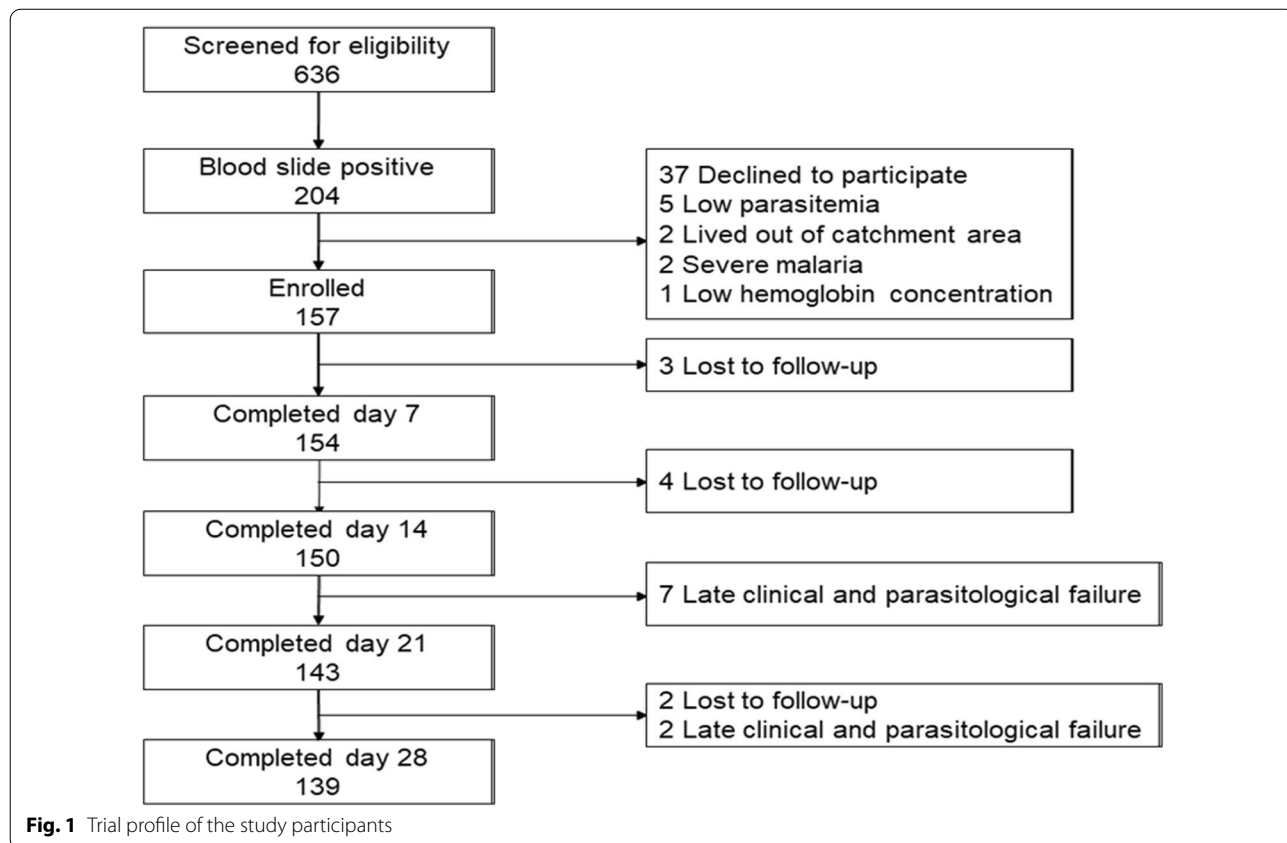 Screened for eligibility
636
Blood slide positive
204
37 Declined to participate
5 Low parasitemia
2 Lived out of catchment area
2 Severe malaria
1 Low hemoglobin concentration
Enrolled
157
3 Lost to follow-up
Completed day 7
154
4 Lost to follow-up
Completed day 14
150
7 Late clinical and parasitological failure
Completed day 21
143
2 Lost to follow-up
2 Late clinical and parasitological failure
Completed day 28
139
Fig. 1 Trial profile of the study participants